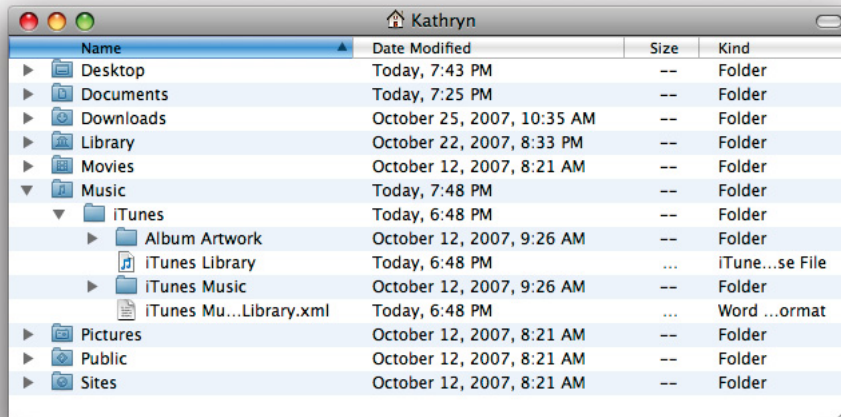 Kathryn
Name Date Modified Size Kind
Desktop Today, 7:43 PM -- Folder
Documents Today, 7:25 PM -- Folder
Downloads October 25, 2007, 10:35 AM -- Folder
Library October 22, 2007, 8:33 PM -- Folder
Movies October 12, 2007, 8:21 AM -- Folder
Music Today, 7:48 PM -- Folder
iTunes Today, 6:48 PM -- Folder
Album Artwork October 12, 2007, 9:26 AM -- Folder
iTunes Library Today, 6:48 PM ... iTune...se File
iTunes Music October 12, 2007, 9:26 AM -- Folder
iTunes Mu...Library.xml Today, 6:48 PM ... Word ...ormat
Pictures October 12, 2007, 8:21 AM -- Folder
Public October 12, 2007, 8:21 AM -- Folder
Sites October 12, 2007, 8:21 AM -- Folder